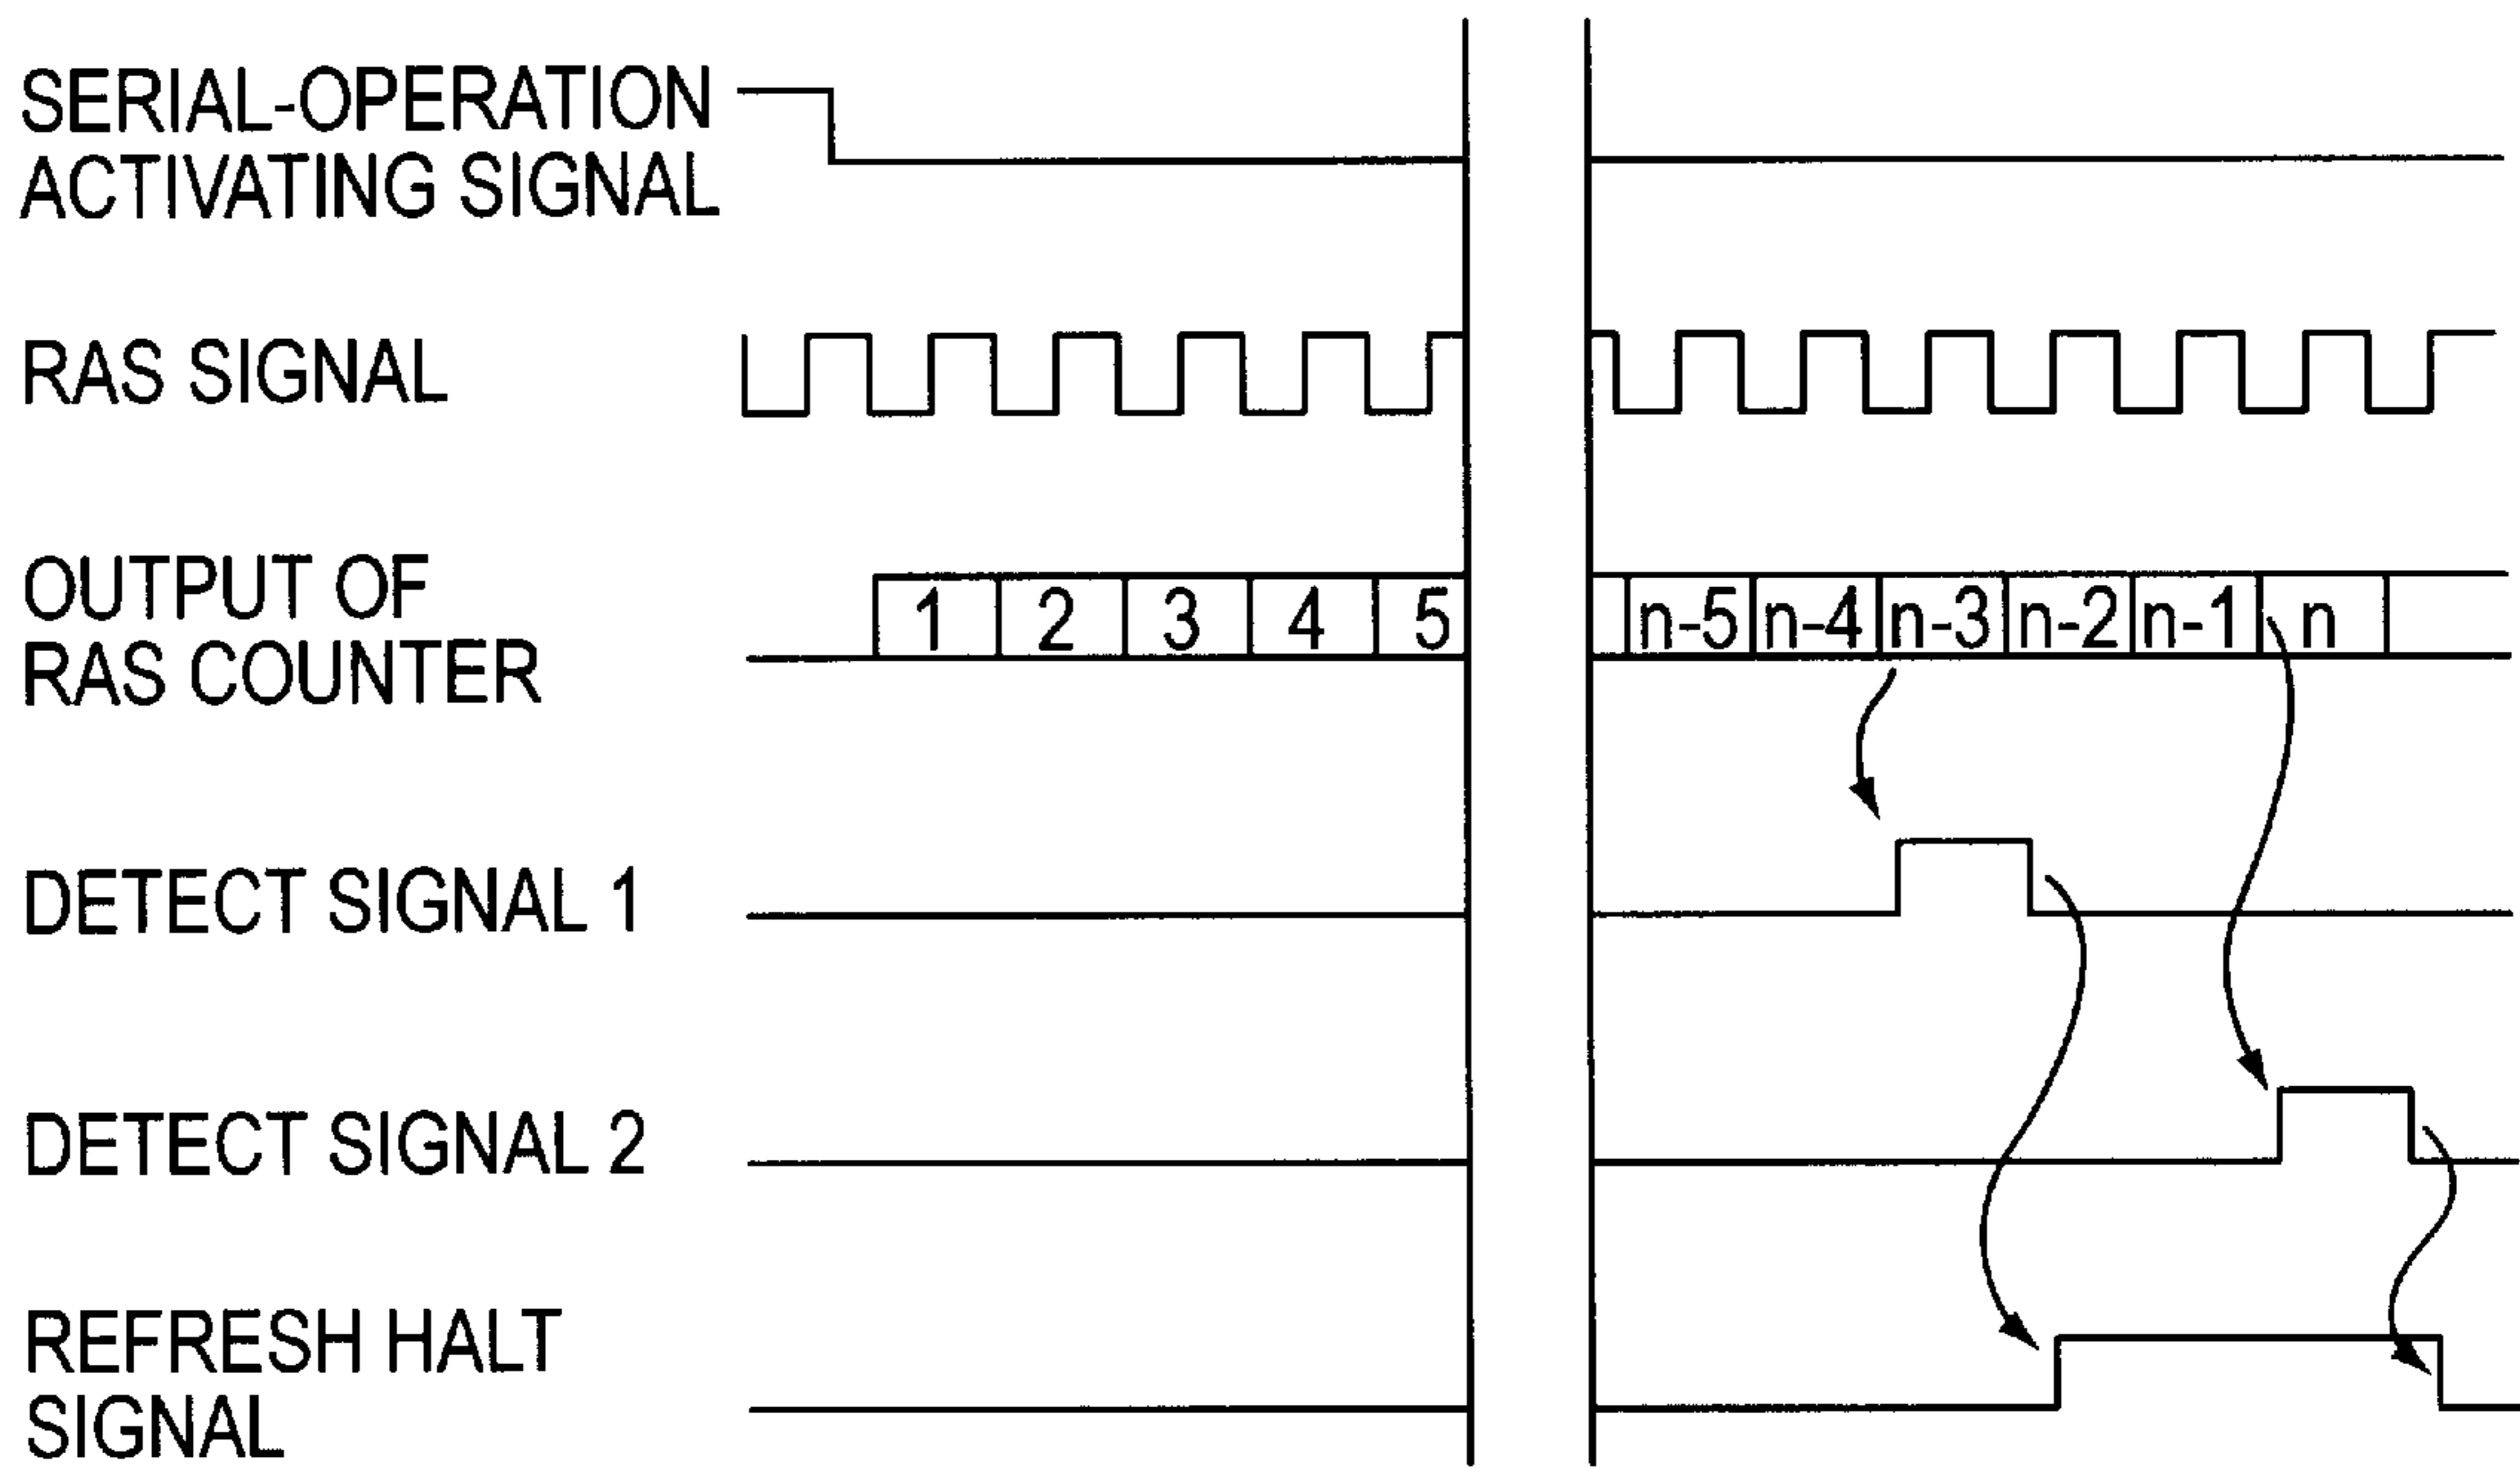 SERIAL-OPERATION
ACTIVATING SIGNAL
RAS SIGNAL
OUTPUT OF
RAS COUNTER
1 2 3 4 5 n-5 n-4 n-3 n-2 n-1 n
DETECT SIGNAL 1
DETECT SIGNAL 2
REFRESH HALT
SIGNAL